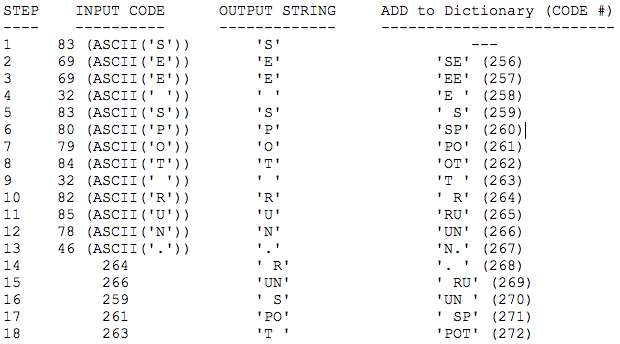 STEP INPUT CODE OUTPUT STRING ADD to Dictionary (CODE #)
---- ---------- ------------- --------------------------
1 83 (ASCII('S')) 'S' ---
2 69 (ASCII('E')) 'E' 'SE' (256)
3 69 (ASCII('E')) 'E' 'EE' (257)
4 32 (ASCII(' ')) ' ' 'E ' (258)
5 83 (ASCII('S')) 'S' ' S' (259)
6 80 (ASCII('P')) 'P' 'SP' (260)
7 79 (ASCII('O')) 'O' 'PO' (261)
8 84 (ASCII('T')) 'T' 'OT' (262)
9 32 (ASCII(' ')) ' ' 'T ' (263)
10 82 (ASCII('R')) 'R' ' R' (264)
11 85 (ASCII('U')) 'U' 'RU' (265)
12 78 (ASCII('N')) 'N' 'UN' (266)
13 46 (ASCII('.')) '.' 'N.' (267)
14 264 ' R' '. ' (268)
15 266 'UN' ' RU' (269)
16 259 ' S' 'UN ' (270)
17 261 'PO' ' SP' (271)
18 263 'T ' 'POT' (272)